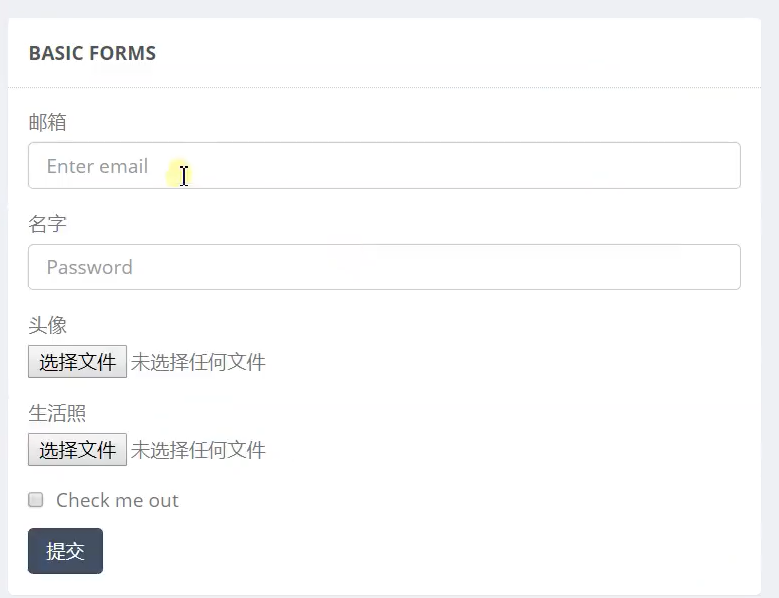 BASIC FORMS
邮箱
Enter email
名字
Password
头像
选择文件 未选择任何文件
生活照
选择文件 未选择任何文件
Check me out
提交